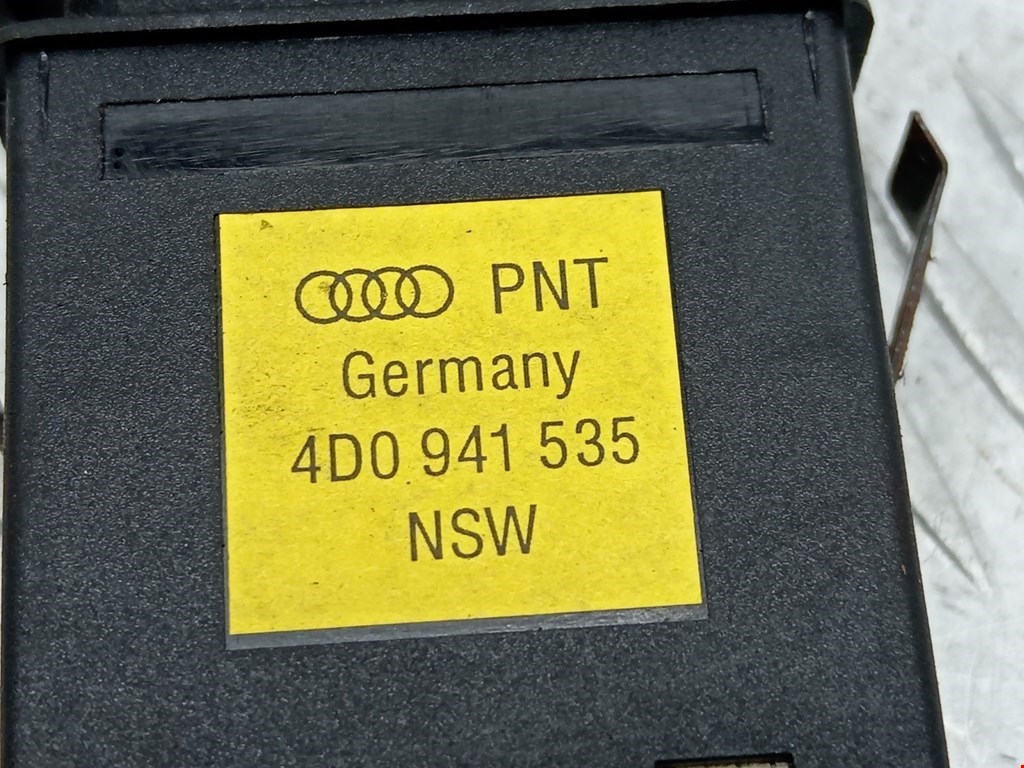 PNT
Germany
4D0 941 535
NSW